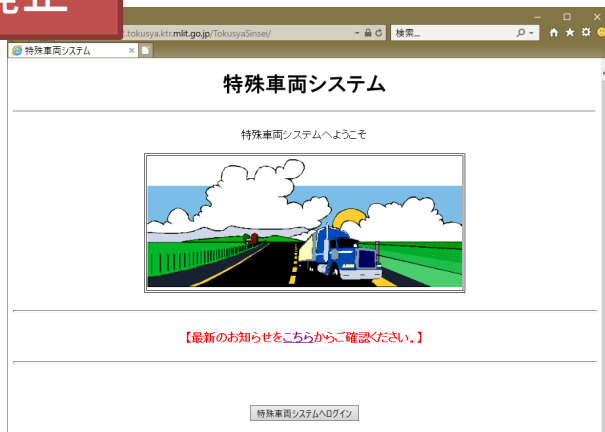 .tokusya.ktr.mlit.go.jp/TokusyaSinsei/
検索...
特殊車両システム
特殊車両システム
特殊車両システムへようこそ
【最新のお知らせをこちらからご確認ください。】
特殊車両システムへログイン